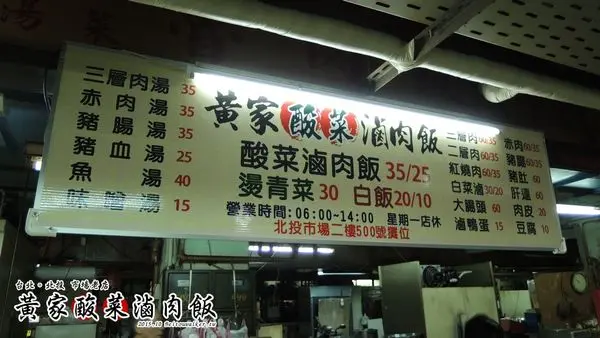 三層肉湯 35
赤肉湯 35
豬腸湯 35
豬血湯 25
魚湯 40
味噌湯 15
黃家酸菜滷肉飯
酸菜滷肉飯 35/25
燙青菜 30 白飯 20/10
營業時間:06:00~14:00 星期一店休
北投市場二樓500號攤位
三層肉 60/35
二層肉 60/35
紅燒肉 60/35
白菜滷 20/30
大腸頭 60
滷鴨蛋 15
赤肉 60/35
豬肚 60/35
肝連 60/35
肉皮 20
豆腐 10
台北‧北投 市場老店
黃家酸菜滷肉飯